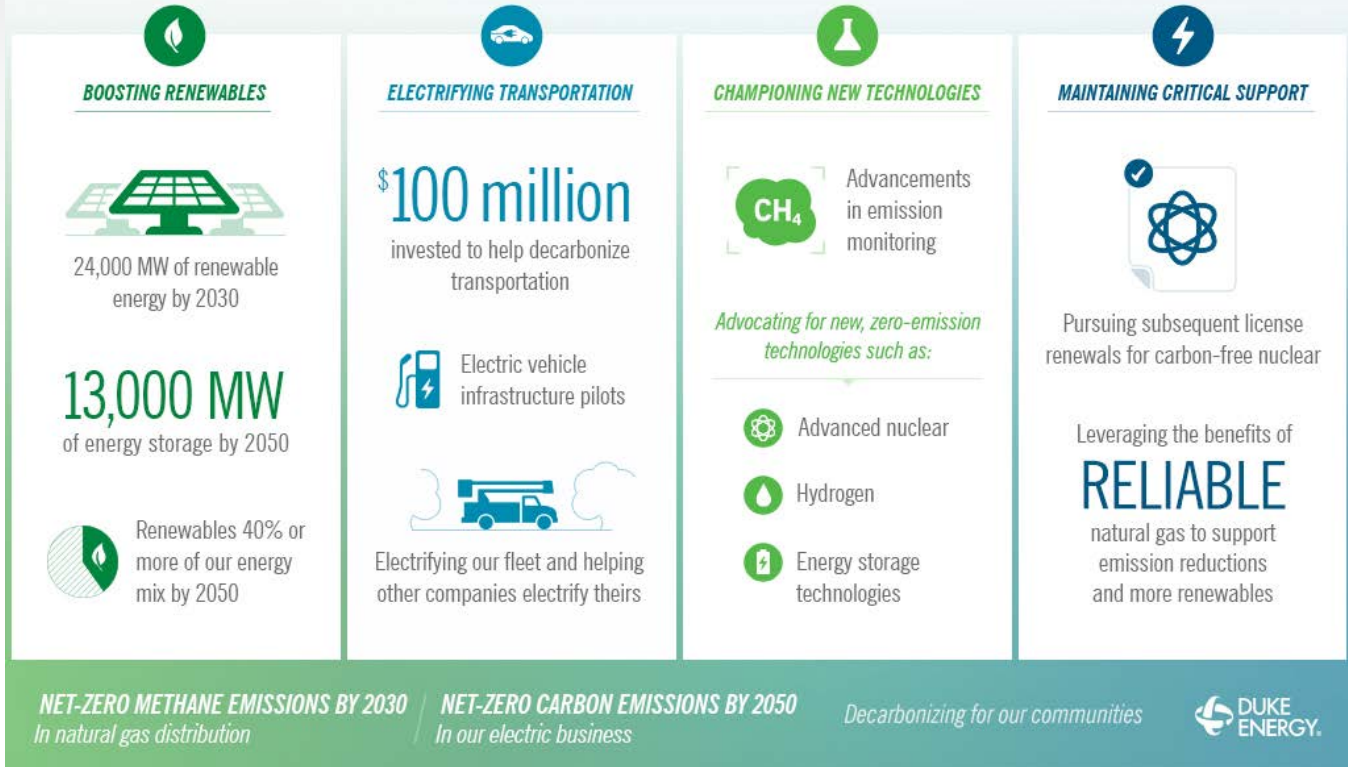 BOOSTING RENEWABLES
24,000 MW of renewable
energy by 2030
13,000 MW
of energy storage by 2050
Renewables 40% or
more of our energy
mix by 2050
ELECTRIFYING TRANSPORTATION
$100 million
invested to help decarbonize
transportation
Electric vehicle
infrastructure pilots
Electrifying our fleet and helping
other companies electrify theirs
CHAMPIONING NEW TECHNOLOGIES
CH₄
Advancements
in emission
monitoring
Advocating for new, zero-emission
technologies such as:
Advanced nuclear
Hydrogen
Energy storage
technologies
MAINTAINING CRITICAL SUPPORT
Pursuing subsequent license
renewals for carbon-free nuclear
Leveraging the benefits of
RELIABLE
natural gas to support
emission reductions
and more renewables
NET-ZERO METHANE EMISSIONS BY 2030
In natural gas distribution
NET-ZERO CARBON EMISSIONS BY 2050
In our electric business
Decarbonizing for our communities
DUKE
ENERGY®